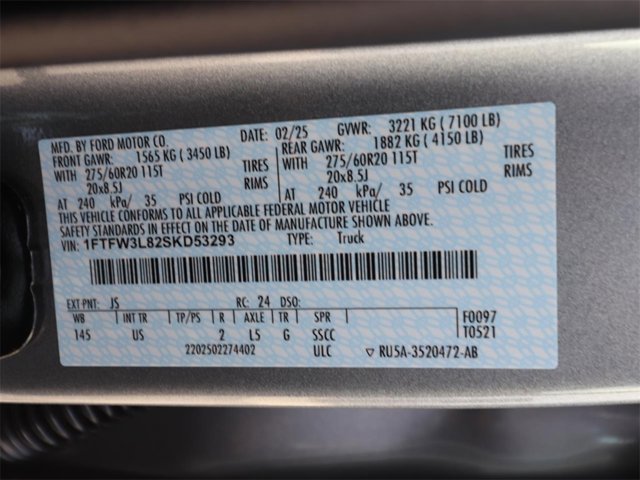 MFD. BY FORD MOTOR CO.
DATE: 02/25 GVWR: 3221 KG ( 7100 LB)
FRONT GAWR: 1565 KG ( 3450 LB) REAR GAWR: 1882 KG ( 4150 LB)
WITH 275/60R20 115T TIRES WITH 275/60R20 115T TIRES
20x8.5J RIMS 20x8.5J RIMS
AT 240 kPa/ 35 PSI COLD AT 240 kPa/ 35 PSI COLD
THIS VEHICLE CONFORMS TO ALL APPLICABLE FEDERAL MOTOR VEHICLE
SAFETY STANDARDS IN EFFECT ON THE DATE OF MANUFACTURE SHOWN ABOVE.
VIN: 1FTFW3L82SKD53293 TYPE: Truck
EXT PNT: JS RC: 24 DSO:
WB INT TR TP/PS R AXLE TR SPR F0097
145 US 2 L5 G SSCC T0521
2202502274402 ULC ▽ RU5A-3520472-AB